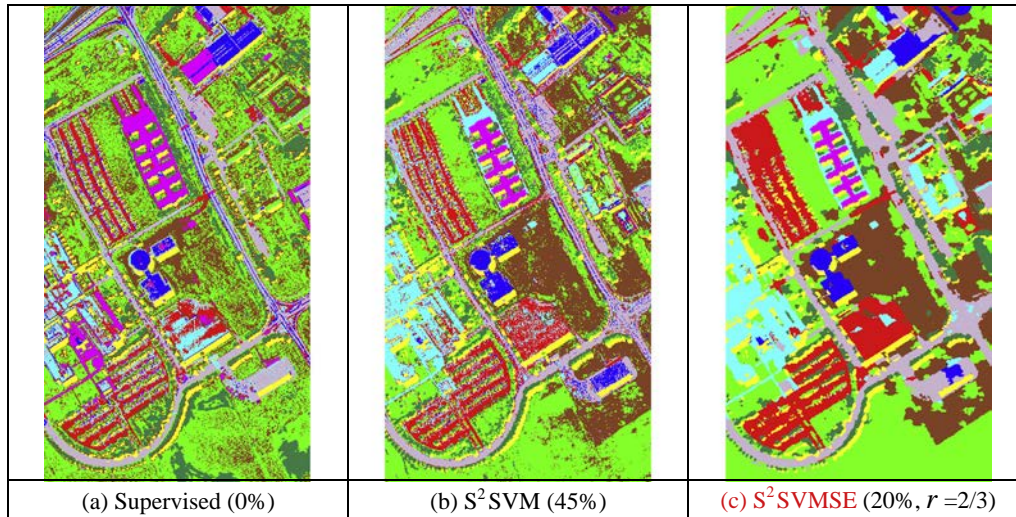 (a) Supervised (0%)
(b) S²SVM (45%)
(c) S²SVMSE (20%, r =2/3)